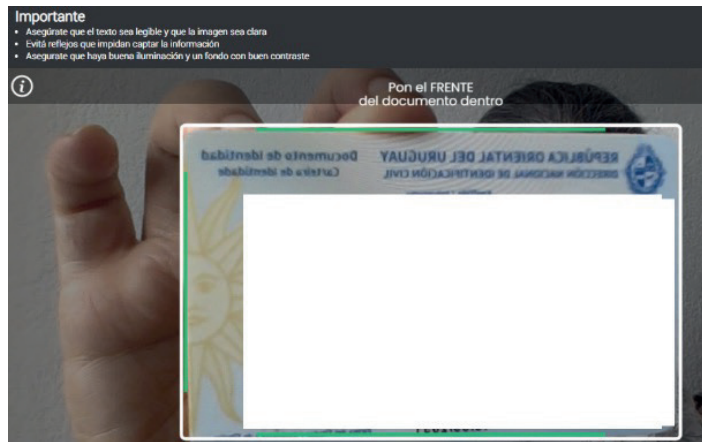 Importante
• Asegúrate que el texto sea legible y que la imagen sea clara
• Evitá reflejos que impidan captar la información
• Asegurate que haya buena iluminación y un fondo con buen contraste
i
Pon el FRENTE
del documento dentro
REPÚBLICA ORIENTAL DEL URUGUAY
DIRECCIÓN NACIONAL DE IDENTIFICACIÓN CIVIL
Documento de Identidad
Carteira de Identidade